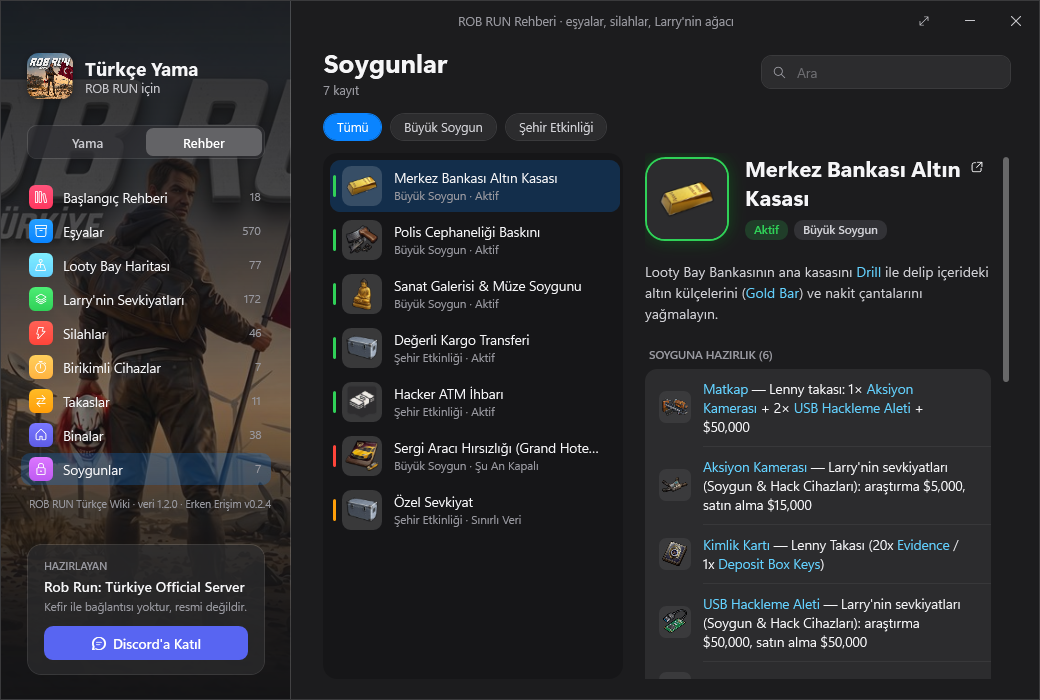 ROB RUN Rehberi · eşyalar, silahlar, Larry'nin ağacı
ROB RUN
Türkçe Yama
ROB RUN için
Yama
Rehber
Başlangıç Rehberi 18
Eşyalar 570
Looty Bay Haritası 77
Larry'nin Sevkiyatları 172
Silahlar 46
Birikimli Cihazlar 7
Takaslar 11
Binalar 38
Soygunlar 7
ROB RUN Türkçe Wiki · veri 1.2.0 · Erken Erişim v0.2.4
HAZIRLAYAN
Rob Run: Türkiye Official Server
Kefir ile bağlantısı yoktur, resmi değildir.
Discord'a Katıl
Soygunlar
7 kayıt
Ara
Tümü
Büyük Soygun
Şehir Etkinliği
Merkez Bankası Altın Kasası
Büyük Soygun · Aktif
Polis Cephaneliği Baskını
Büyük Soygun · Aktif
Sanat Galerisi & Müze Soygunu
Büyük Soygun · Aktif
Değerli Kargo Transferi
Şehir Etkinliği · Aktif
Hacker ATM İhbarı
Şehir Etkinliği · Aktif
Sergi Aracı Hırsızlığı (Grand Hote...
Büyük Soygun · Şu An Kapalı
Özel Sevkiyat
Şehir Etkinliği · Sınırlı Veri
Merkez Bankası Altın
Kasası
Aktif
Büyük Soygun
Looty Bay Bankasının ana kasasını Drill ile delip içerideki
altın külçelerini (Gold Bar) ve nakit çantalarını
yağmalayın.
SOYGUNA HAZIRLIK (6)
Matkap — Lenny takası: 1× Aksiyon
Kamerası + 2× USB Hackleme Aleti +
$50,000
Aksiyon Kamerası — Larry'nin sevkiyatları
(Soygun & Hack Cihazları): araştırma $5,000,
satın alma $15,000
Kimlik Kartı — Lenny Takası (20x Evidence /
1x Deposit Box Keys)
USB Hackleme Aleti — Larry'nin sevkiyatları
(Soygun & Hack Cihazları): araştırma
$50,000, satın alma $50,000